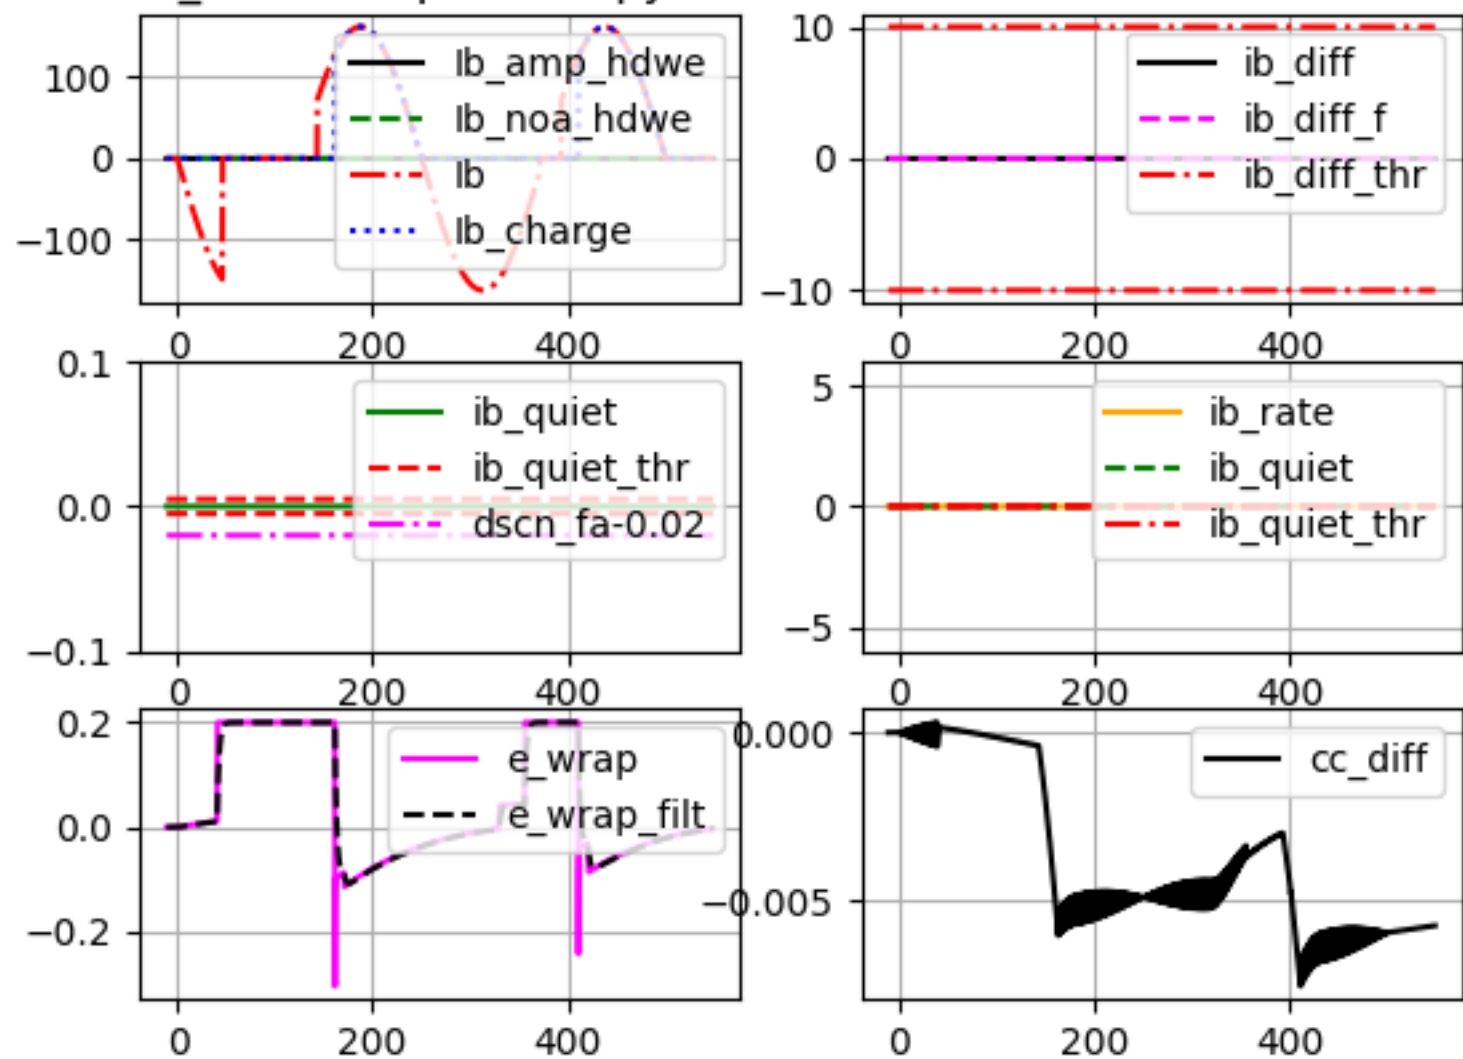 100
0
−100
0 200 400
Ib_amp_hdwe
Ib_noa_hdwe
Ib
Ib_charge
10
0
−10
0 200 400
ib_diff
ib_diff_f
ib_diff_thr
0.1
0.0
−0.1
0 200 400
ib_quiet
ib_quiet_thr
dscn_fa-0.02
5
0
−5
0 200 400
ib_rate
ib_quiet
ib_quiet_thr
0.2
0.0
−0.2
0 200 400
e_wrap
e_wrap_filt
0.000
−0.005
0 200 400
cc_diff